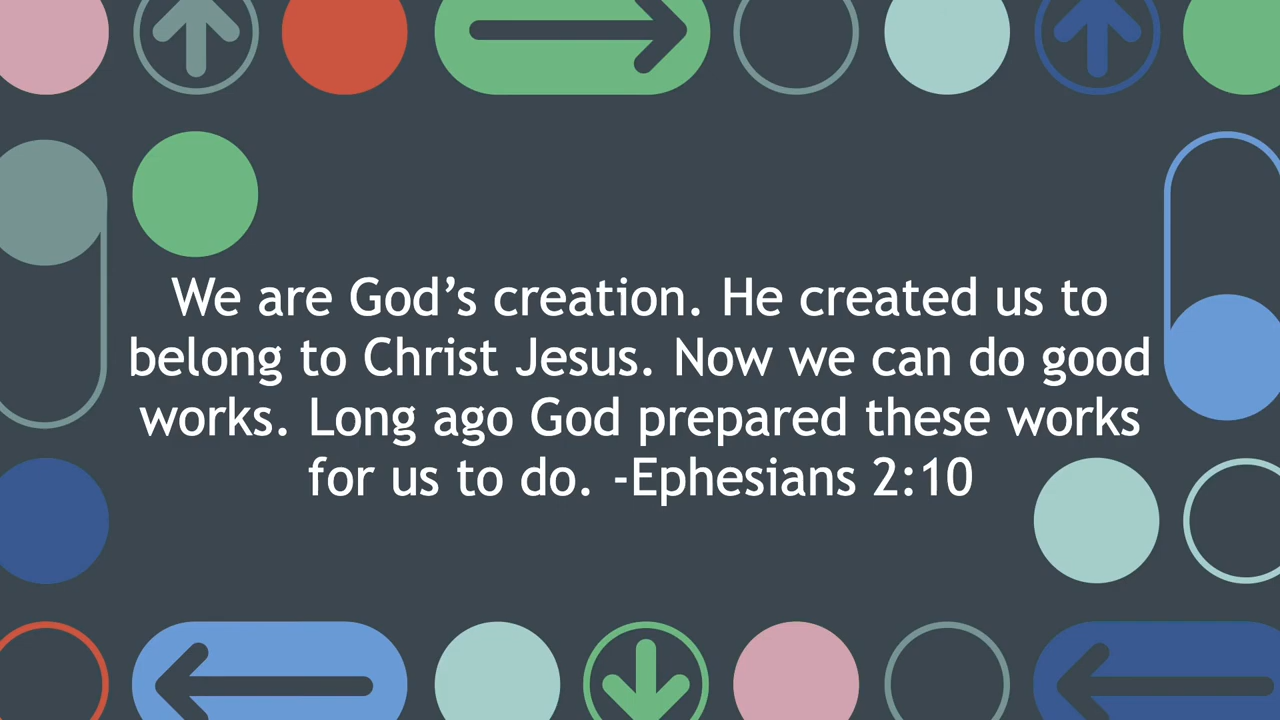 We are God’s creation. He created us to
belong to Christ Jesus. Now we can do good
works. Long ago God prepared these works
for us to do. -Ephesians 2:10